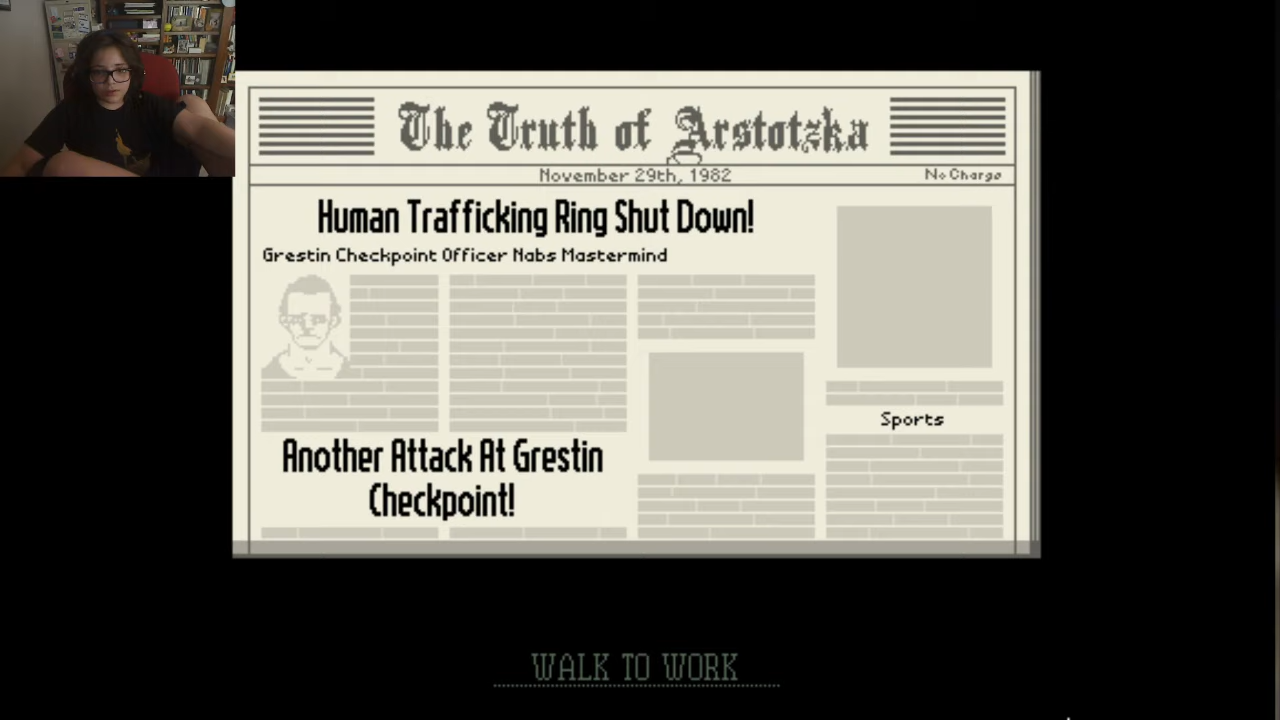 The Truth of Arstotzka
November 29th, 1982
No Charge
Human Trafficking Ring Shut Down!
Grestin Checkpoint Officer Nabs Mastermind
Another Attack At Grestin
Checkpoint!
Sports
WALK TO WORK